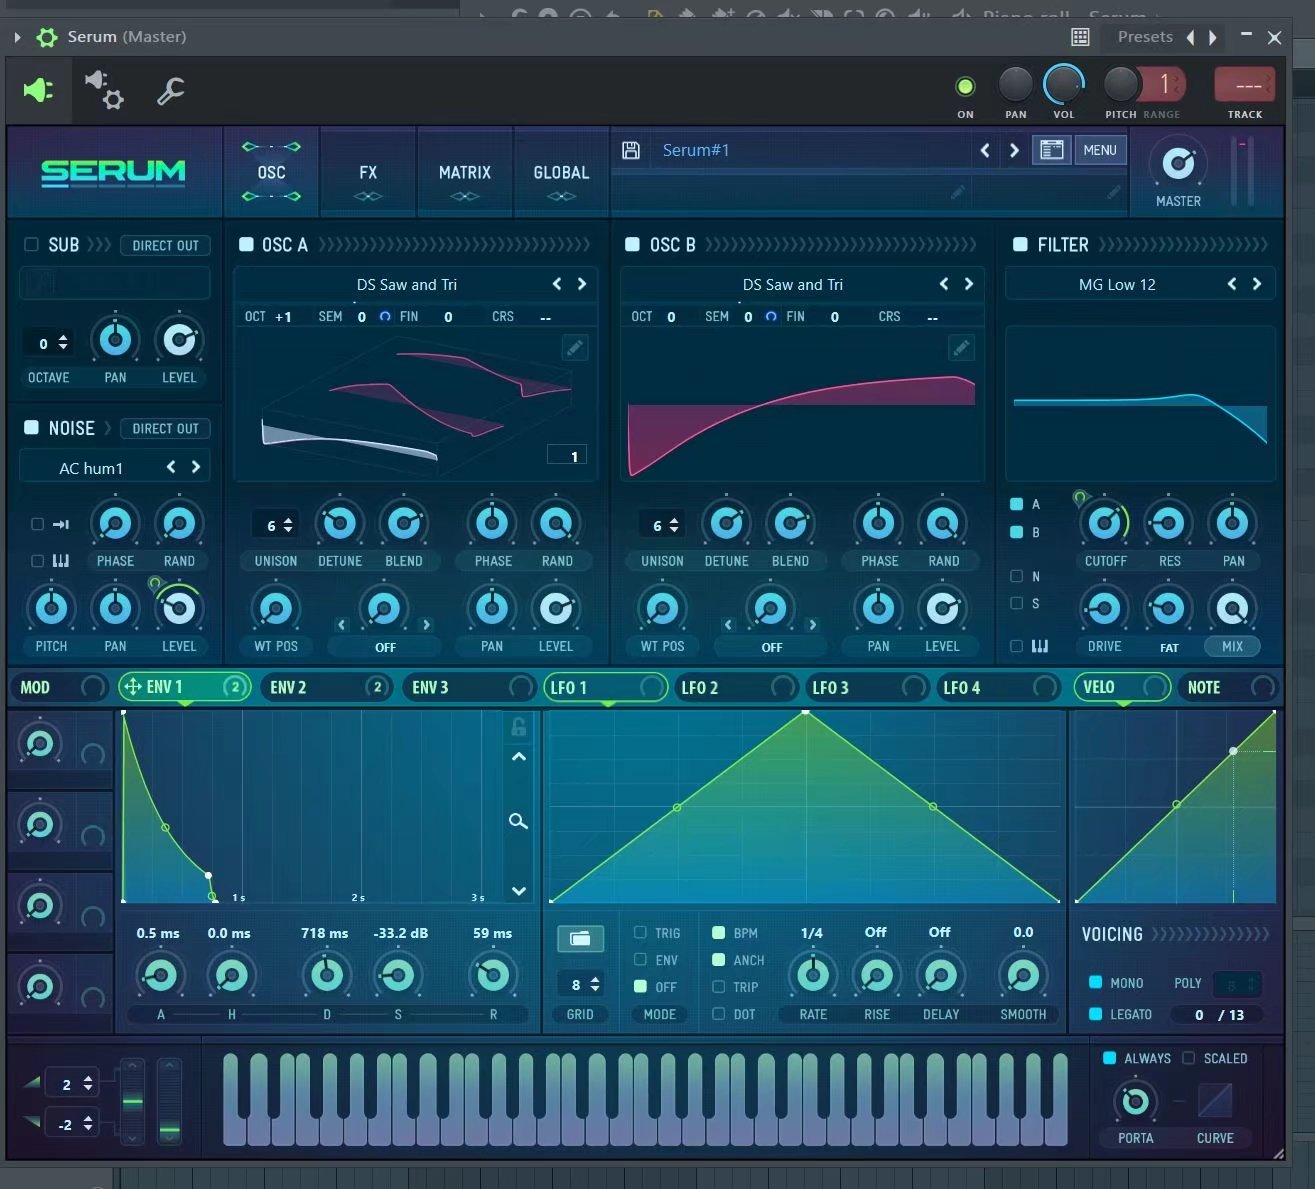 Piano roll - Serum
Serum (Master)
Presets
ON PAN VOL PITCH RANGE TRACK
1
---
SERUM
OSC FX MATRIX GLOBAL
Serum#1
MENU
MASTER
SUB DIRECT OUT
0
OCTAVE PAN LEVEL
NOISE DIRECT OUT
AC hum1
PHASE RAND
PITCH PAN LEVEL
OSC A
DS Saw and Tri
OCT +1 SEM 0 FIN 0 CRS --
1
6
UNISON DETUNE BLEND PHASE RAND
WT POS OFF PAN LEVEL
OSC B
DS Saw and Tri
OCT 0 SEM 0 FIN 0 CRS --
6
UNISON DETUNE BLEND PHASE RAND
WT POS OFF PAN LEVEL
FILTER
MG Low 12
A
B
N
S
CUTOFF RES PAN
DRIVE FAT MIX
MOD ENV 1 2 ENV 2 2 ENV 3 LFO 1 LFO 2 LFO 3 LFO 4 VELO NOTE
1 s 2 s 3 s
0.5 ms 0.0 ms 718 ms -33.2 dB 59 ms
A H D S R
8
GRID
TRIG
ENV
OFF
MODE
BPM
ANCH
TRIP
DOT
1/4 Off Off 0.0
RATE RISE DELAY SMOOTH
VOICING
MONO POLY 8
LEGATO 0 / 13
2
-2
ALWAYS SCALED
PORTA CURVE